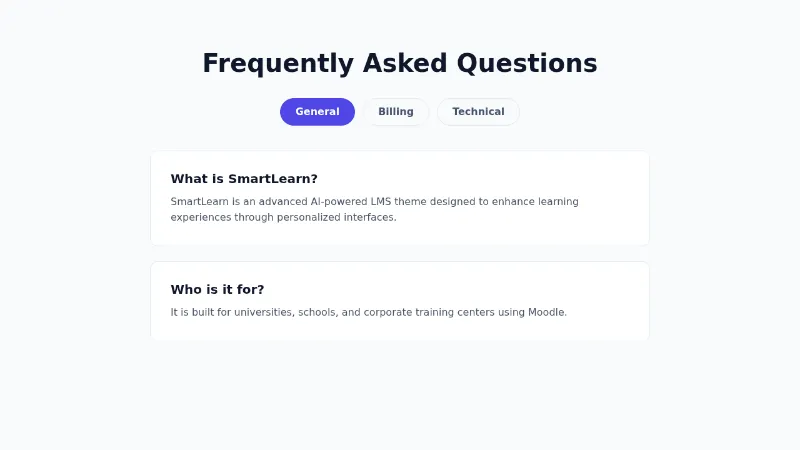 Frequently Asked Questions
General
Billing
Technical
What is SmartLearn?
SmartLearn is an advanced AI-powered LMS theme designed to enhance learning
experiences through personalized interfaces.
Who is it for?
It is built for universities, schools, and corporate training centers using Moodle.